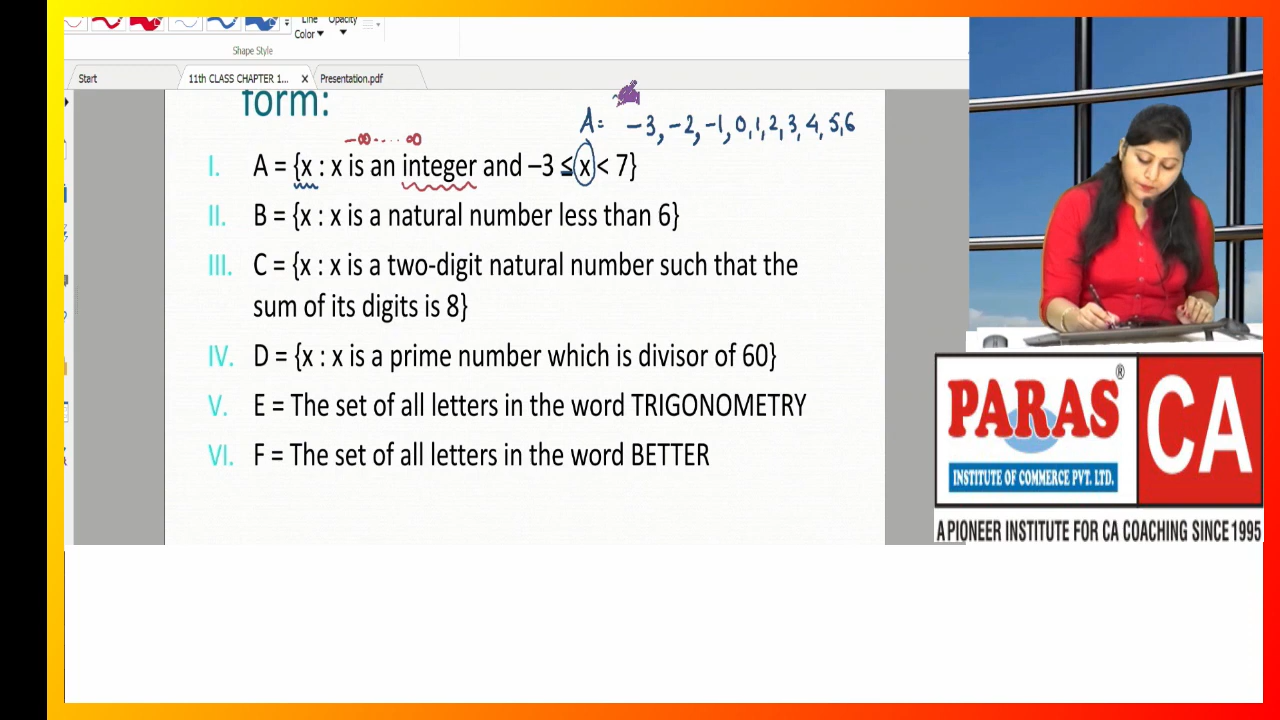 Line
Color
Opacity
Shape Style
Start
11th CLASS CHAPTER 1... ×
Presentation.pdf
form:
A = -3, -2, -1, 0, 1, 2, 3, 4, 5, 6
-∞ .... ∞
I. A = {x : x is an integer and –3 ≤ x < 7}
II. B = {x : x is a natural number less than 6}
III. C = {x : x is a two-digit natural number such that the
sum of its digits is 8}
IV. D = {x : x is a prime number which is divisor of 60}
V. E = The set of all letters in the word TRIGONOMETRY
VI. F = The set of all letters in the word BETTER
PARAS®
INSTITUTE OF COMMERCE PVT. LTD.
CA
A PIONEER INSTITUTE FOR CA COACHING SINCE 1995